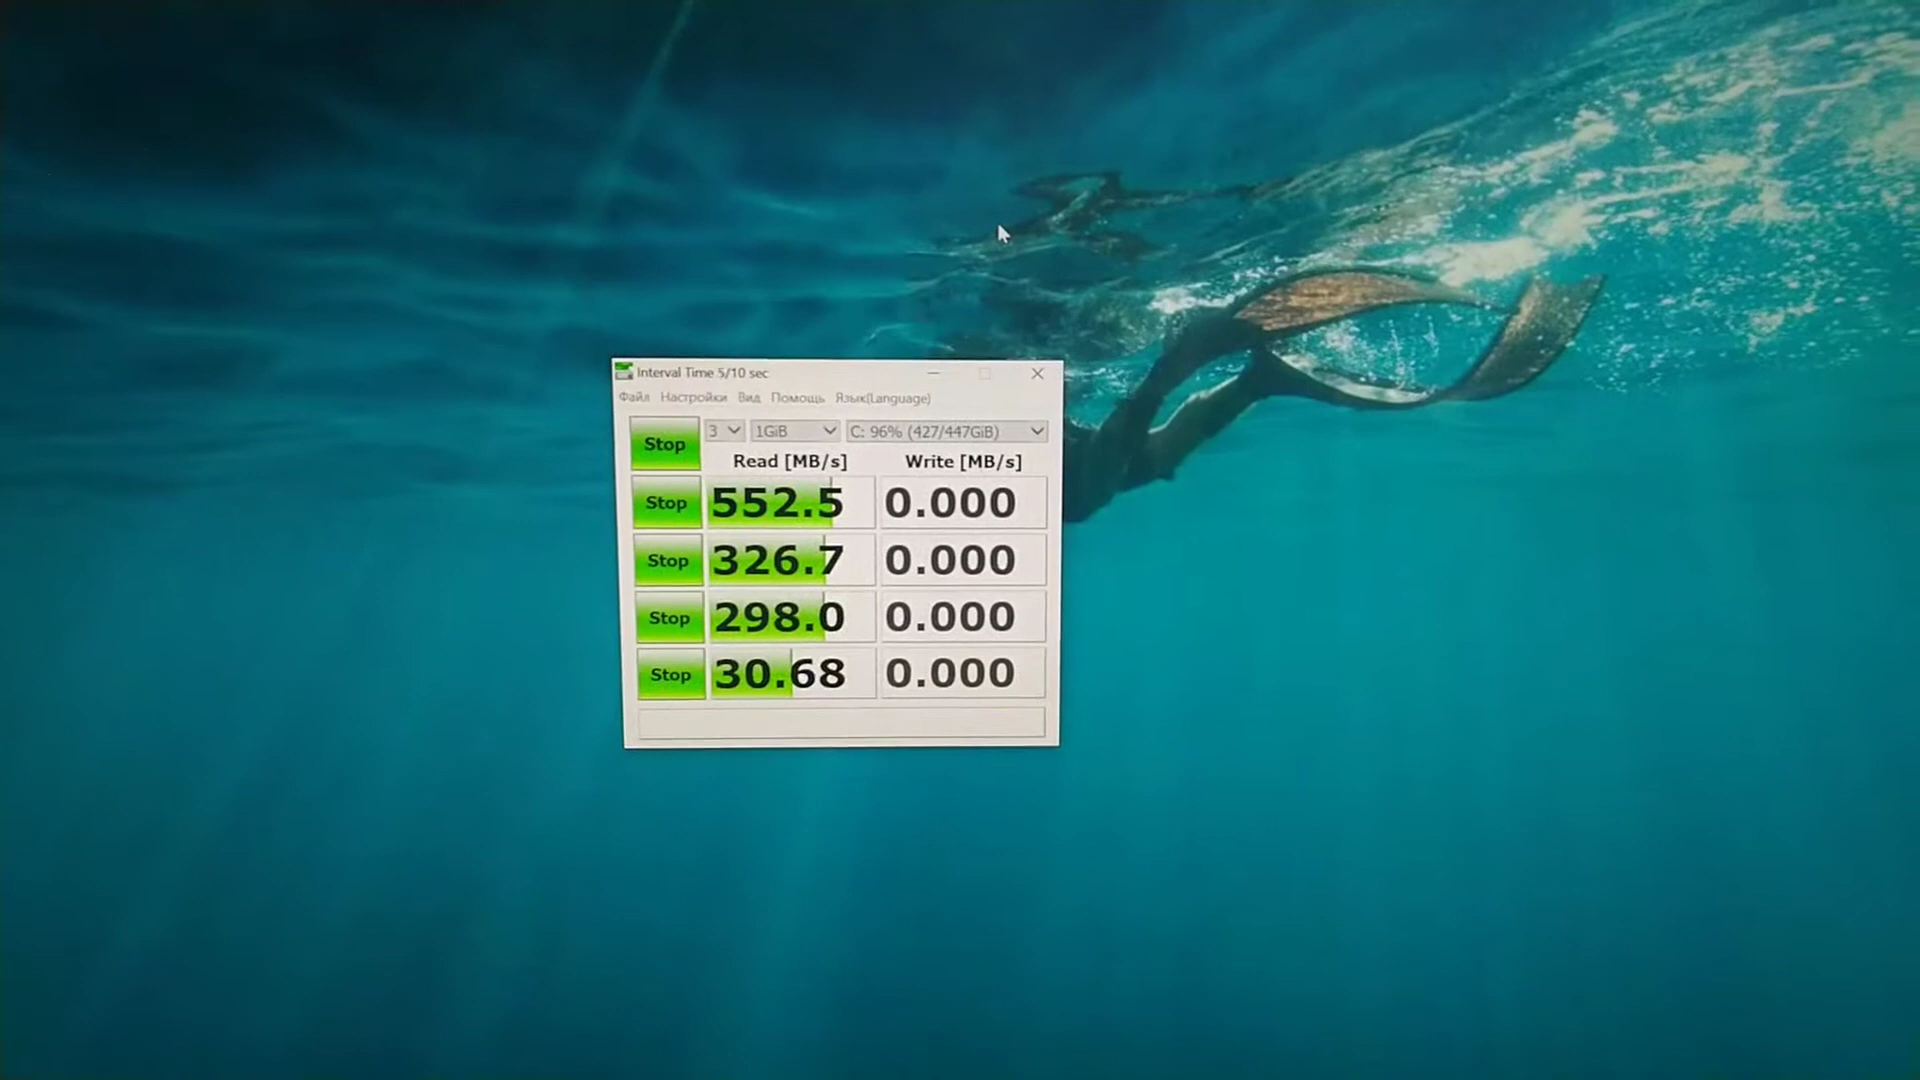 Interval Time 5/10 sec
Файл Настройки Вид Помощь Язык(Language)
Stop 3 1GiB C: 96% (427/447GiB)
Read [MB/s] Write [MB/s]
Stop 552.5 0.000
Stop 326.7 0.000
Stop 298.0 0.000
Stop 30.68 0.000